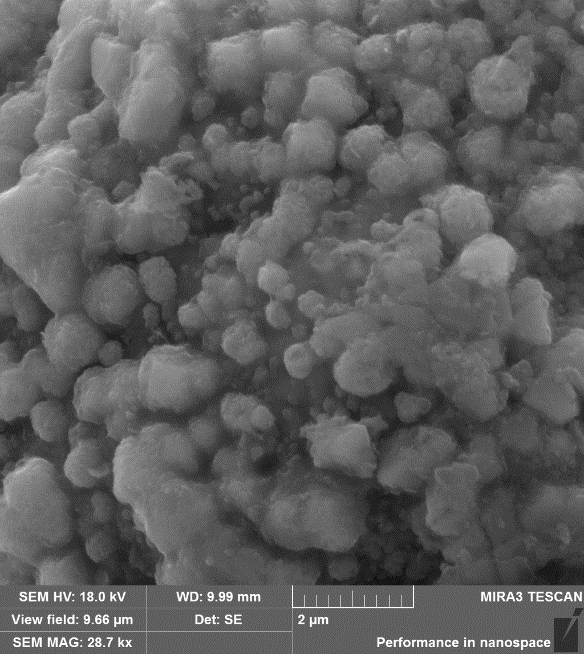 SEM HV: 18.0 kV
WD: 9.99 mm
MIRA3 TESCAN
View field: 9.66 µm
Det: SE
2 µm
SEM MAG: 28.7 kx
Performance in nanospace